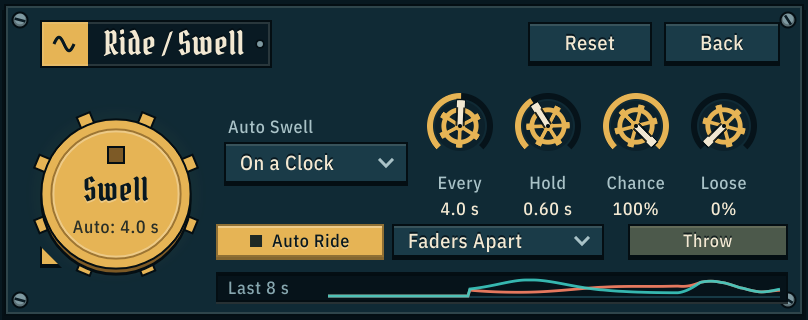 Ride / Swell
Reset
Back
Auto Swell
On a Clock
Swell
Auto: 4.0 s
Every
Hold
Chance
Loose
4.0 s
0.60 s
100%
0%
Auto Ride
Faders Apart
Throw
Last 8 s